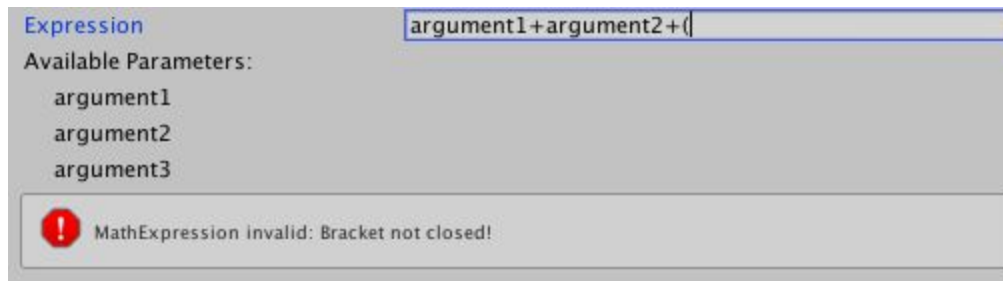 Expression argument1+argument2+(
Available Parameters:
argument1
argument2
argument3
MathExpression invalid: Bracket not closed!